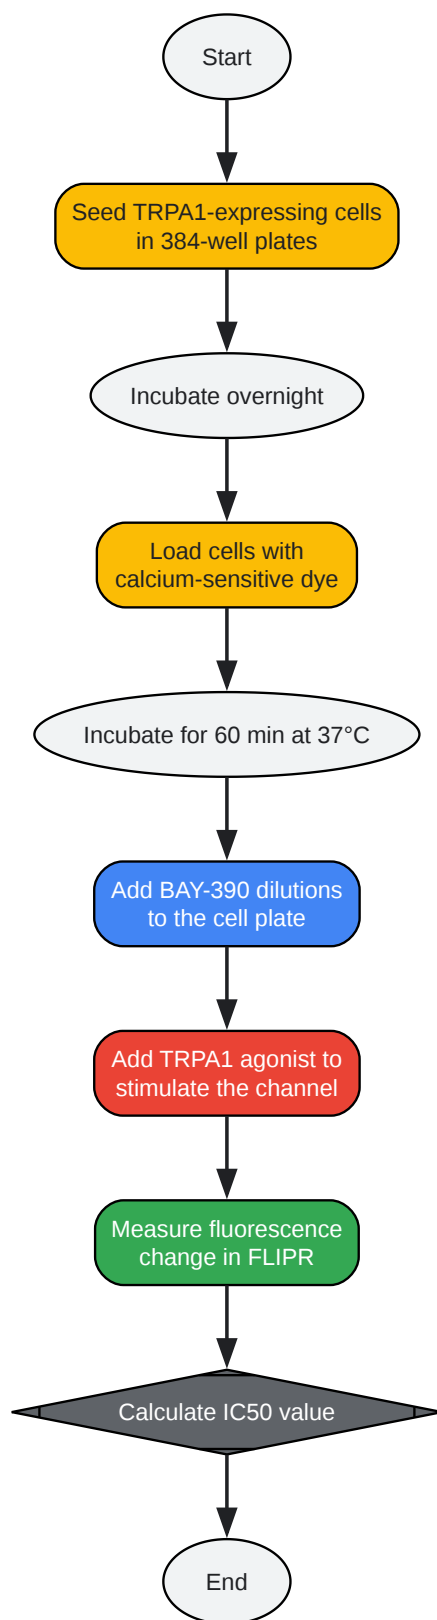 Start
Seed TRPA1-expressing cells
in 384-well plates
Incubate overnight
Load cells with
calcium-sensitive dye
Incubate for 60 min at 37°C
Add BAY-390 dilutions
to the cell plate
Add TRPA1 agonist to
stimulate the channel
Measure fluorescence
change in FLIPR
Calculate IC50 value
End